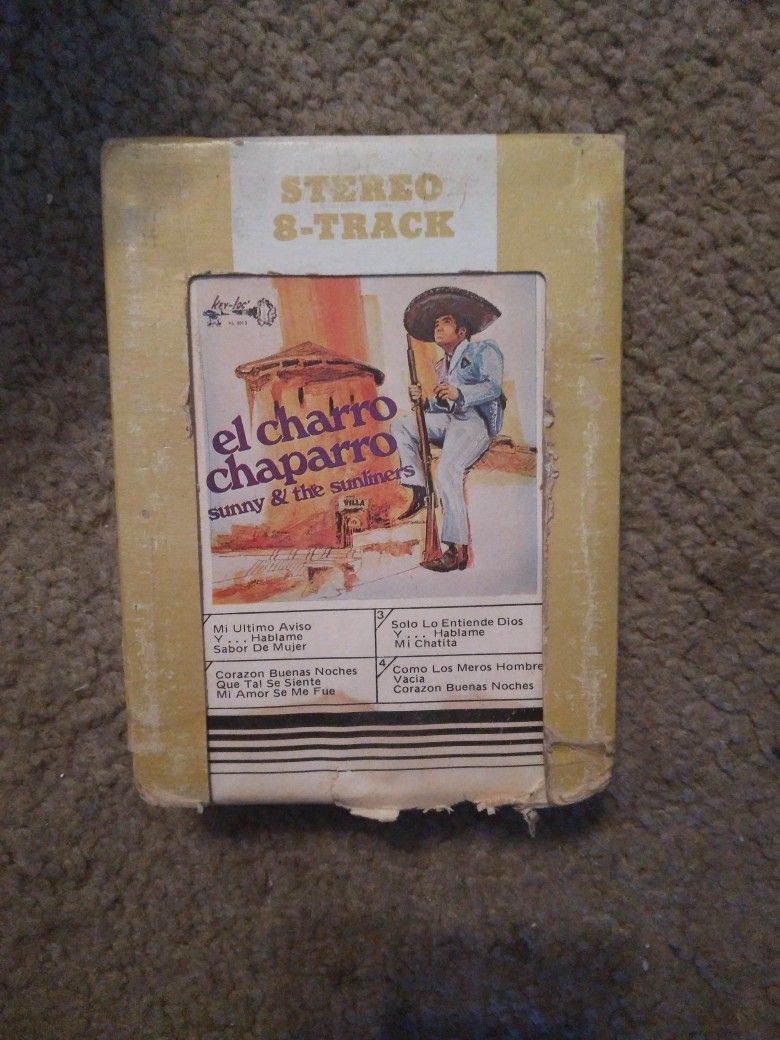 STEREO
8-TRACK
KEY-LOC
el charro
chaparro
sunny & the sunliners
VILLA
Mi Ultimo Aviso
Y . . . Hablame
Sabor De Mujer
Corazon Buenas Noches
Que Tal Se Siente
Mi Amor Se Me Fue
3
Solo Lo Entiende Dios
Y . . . Hablame
Mi Chatita
4
Como Los Meros Hombre
Vacia
Corazon Buenas Noches